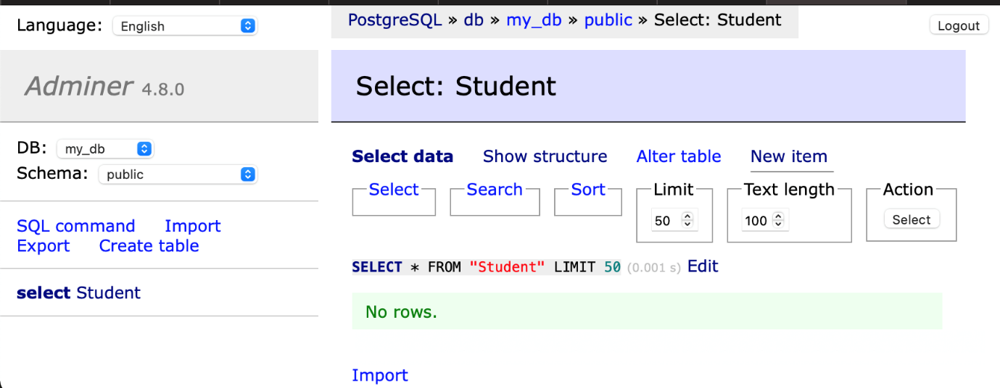 Language: English
PostgreSQL » db » my_db » public » Select: Student
Logout
Adminer 4.8.0
Select: Student
DB: my_db
Schema: public
SQL command Import
Export Create table
select Student
Select data Show structure Alter table New item
Select Search Sort Limit Text length Action
50 100 Select
SELECT * FROM "Student" LIMIT 50 (0.001 s) Edit
No rows.
Import